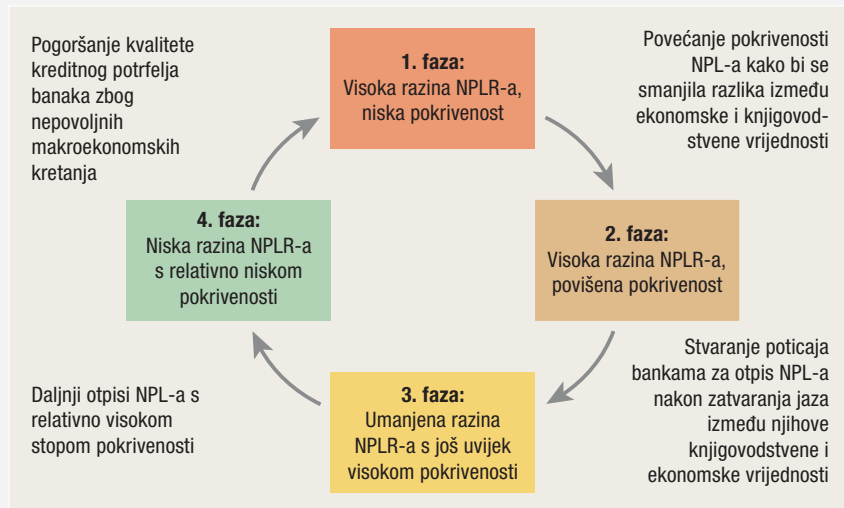 Pogoršanje kvalitete
kreditnog potrfelja
banaka zbog
nepovoljnih
makroekonomskih
kretanja
1. faza:
Visoka razina NPLR-a,
niska pokrivenost
Povećanje pokrivenosti
NPL-a kako bi se
smanjila razlika između
ekonomske i knjigovod-
stvene vrijednosti
4. faza:
Niska razina NPLR-a
s relativno niskom
pokrivenosti
2. faza:
Visoka razina NPLR-a,
povišena pokrivenost
Daljnji otpisi NPL-a s
relativno visokom
stopom pokrivenosti
3. faza:
Umanjena razina
NPLR-a s još uvijek
visokom pokrivenosti
Stvaranje poticaja
bankama za otpis NPL-a
nakon zatvaranja jaza
između njihove
knjigovodstvene i
ekonomske vrijednosti